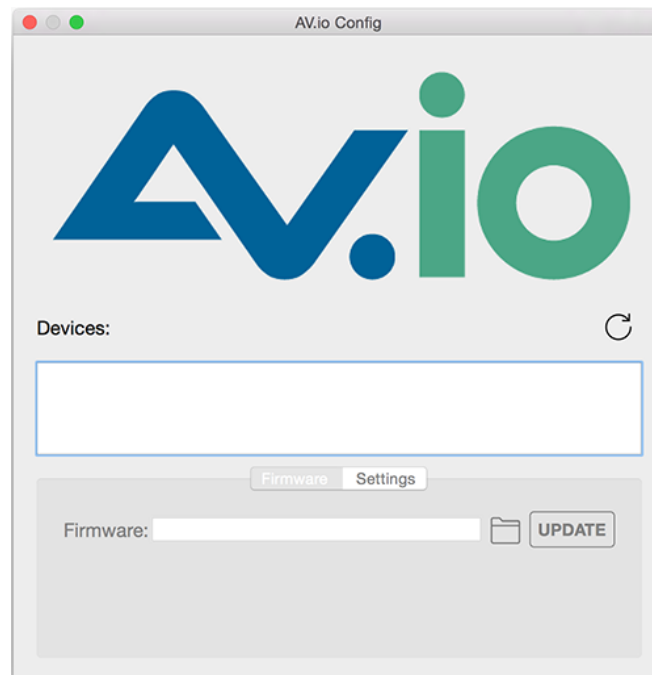 AV.io Config
AV.io
Devices:
Firmware Settings
Firmware:
UPDATE